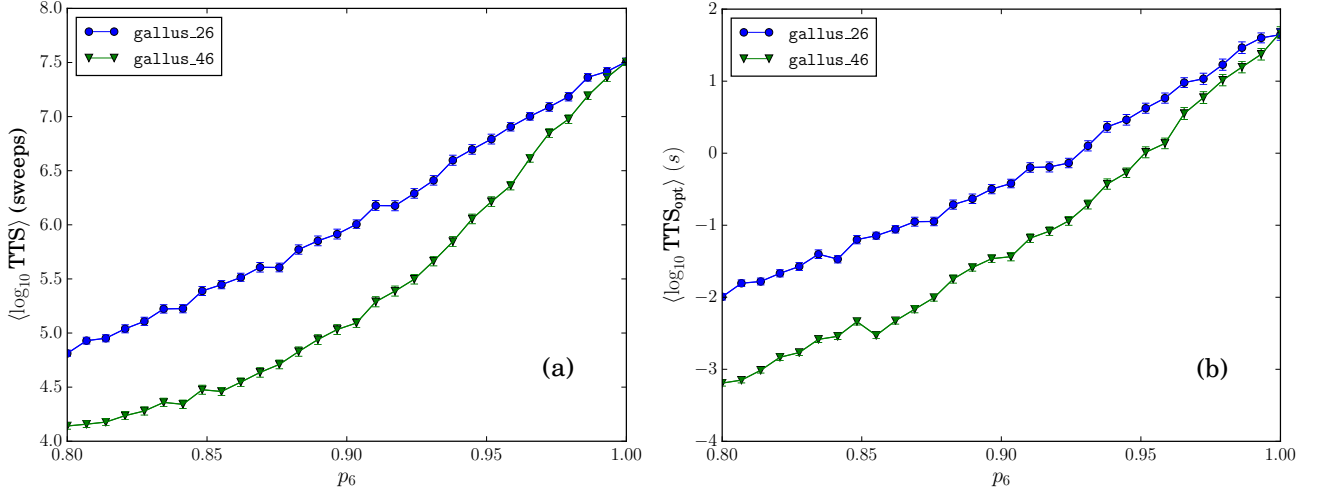 gallus_26
gallus_46
8.0
7.5
7.0
6.5
6.0
5.5
5.0
4.5
4.0
⟨log₁₀ TTS⟩ (sweeps)
(a)
0.80 0.85 0.90 0.95 1.00
p₆
gallus_26
gallus_46
2
1
0
−1
−2
−3
−4
⟨log₁₀ TTS_opt⟩ (s)
(b)
0.80 0.85 0.90 0.95 1.00
p₆